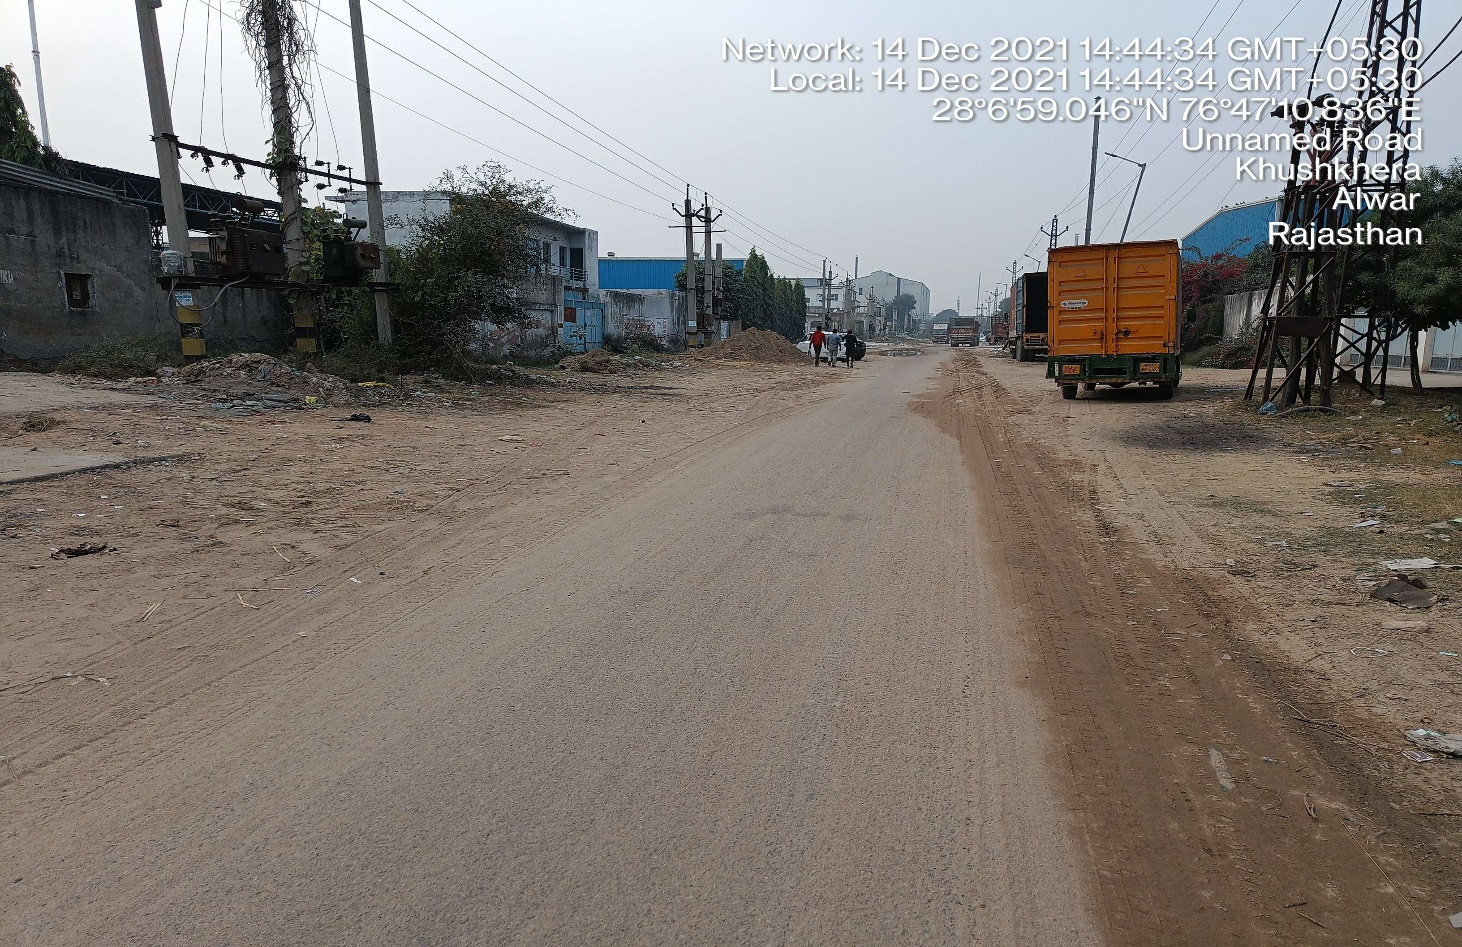 Network: 14 Dec 2021 14:44:34 GMT+05:30
Local: 14 Dec 2021 14:44:34 GMT+05:30
28°6'59.046"N 76°47'10.836"E
Unnamed Road
Khushkhera
Alwar
Rajasthan